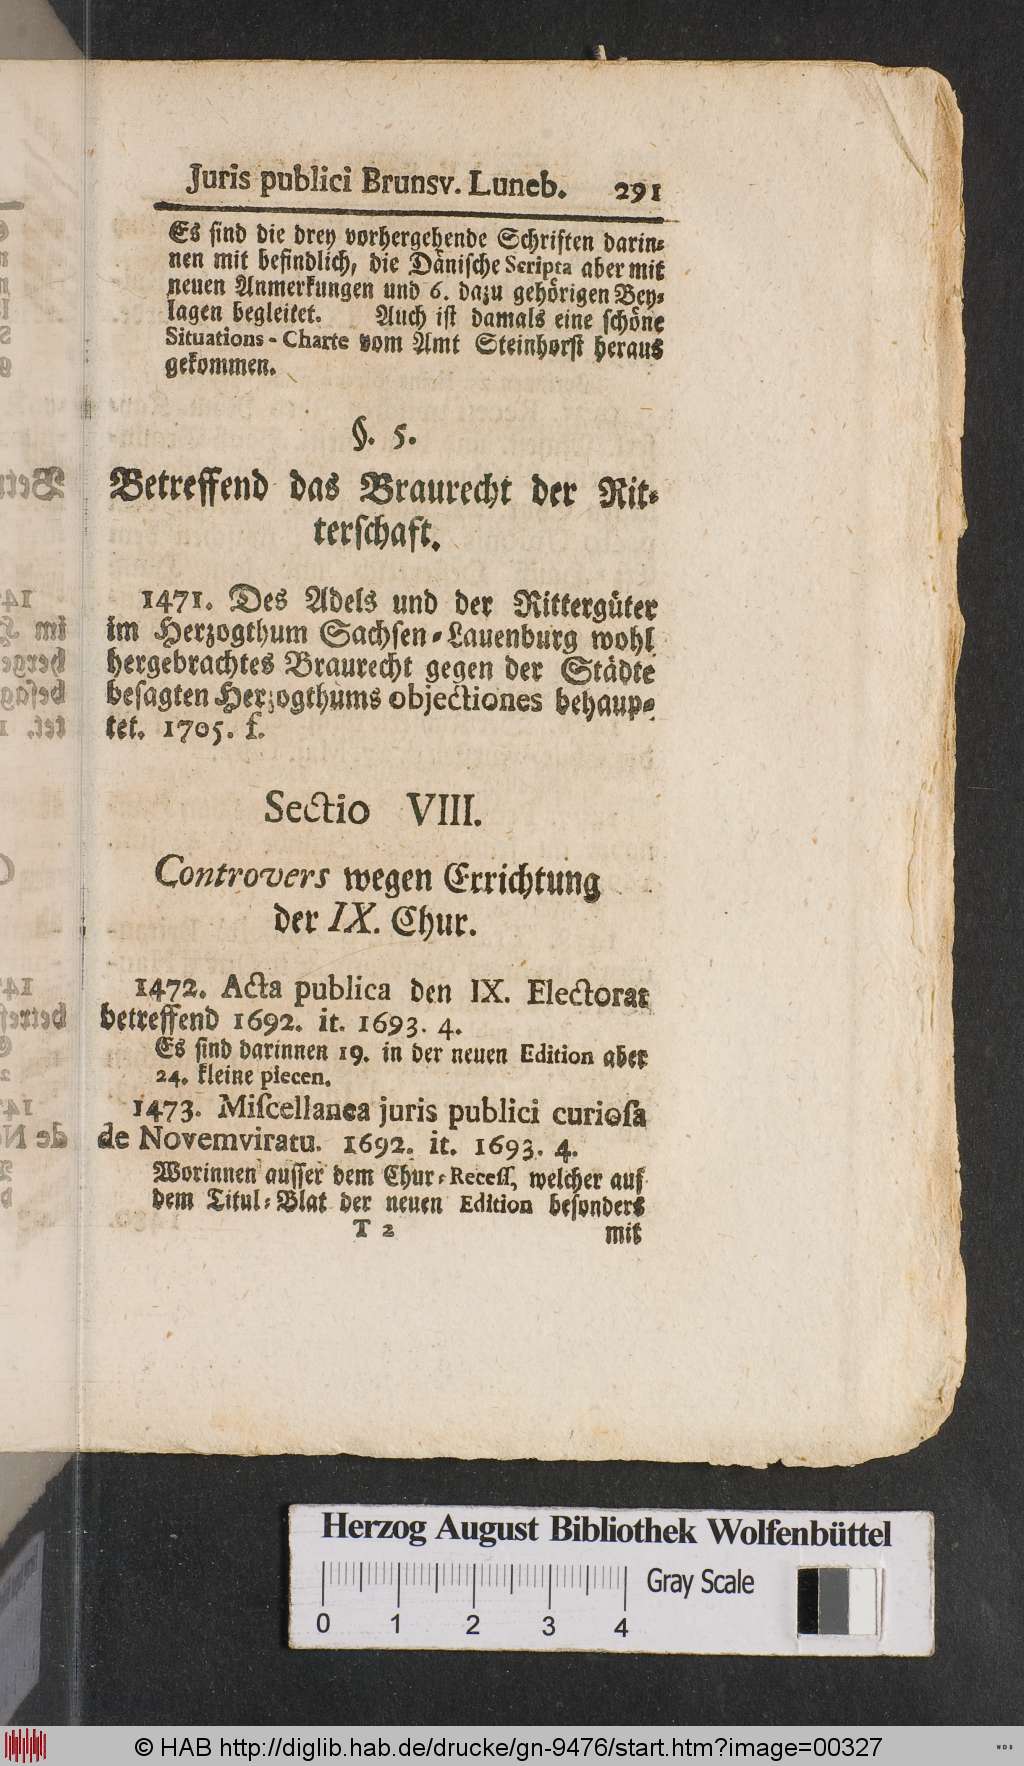 Juris publici Brunsv. Luneb. 291
Es ſind die drey vorhergehende Schriften darin-
nen mit befindlich, die Dänische Scripta aber mit
neuen Anmerkungen und 6. dazu gehörigen Bey-
lagen begleitet. Auch iſt damals eine ſchöne
Situations-Charte vom Amt Steinhorſt heraus
gekommen.
§. 5.
Betreffend das Braurecht der Rit-
terſchaft.
1471. Des Adels und der Rittergüter
im Herzogthum Sachſen-Lauenburg wohl
hergebrachtes Braurecht gegen der Städte
beſagten Herzogthums objectiones behaup-
tet. 1705. f.
Sectio VIII.
Controvers wegen Errichtung
der IX. Chur.
1472. Acta publica den IX. Electorat
betreffend 1692. it. 1693. 4.
Es ſind darinnen 19. in der neuen Edition aber
24. kleine piecen.
1473. Miſcellanea juris publici curioſa
de Novemviratu. 1692. it. 1693. 4.
Worinnen auſſer dem Chur-Receſſ, welcher auf
dem Titul-Blat der neuen Edition beſonders
T 2 mit
Herzog August Bibliothek Wolfenbüttel
Gray Scale
0 1 2 3 4
© HAB http://diglib.hab.de/drucke/gn-9476/start.htm?image=00327